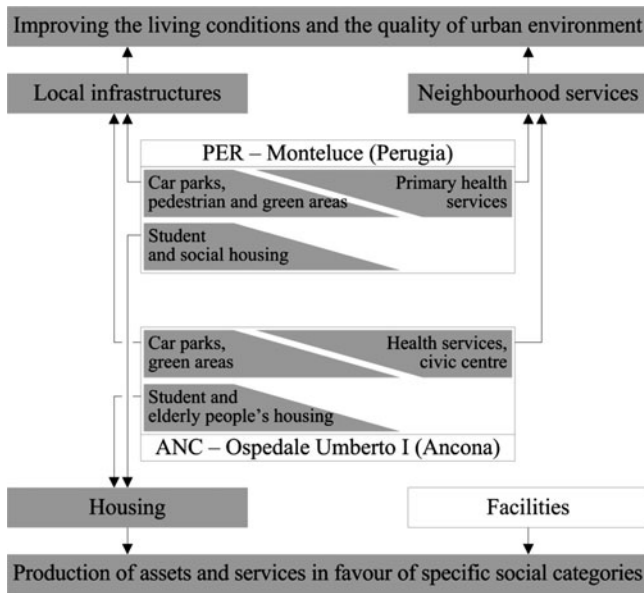 Improving the living conditions and the quality of urban environment
Local infrastructures
Neighbourhood services
PER – Monteluce (Perugia)
Car parks,
pedestrian and green areas
Primary health
services
Student
and social housing
Car parks,
green areas
Health services,
civic centre
Student and
elderly people's housing
ANC – Ospedale Umberto I (Ancona)
Housing
Facilities
Production of assets and services in favour of specific social categories